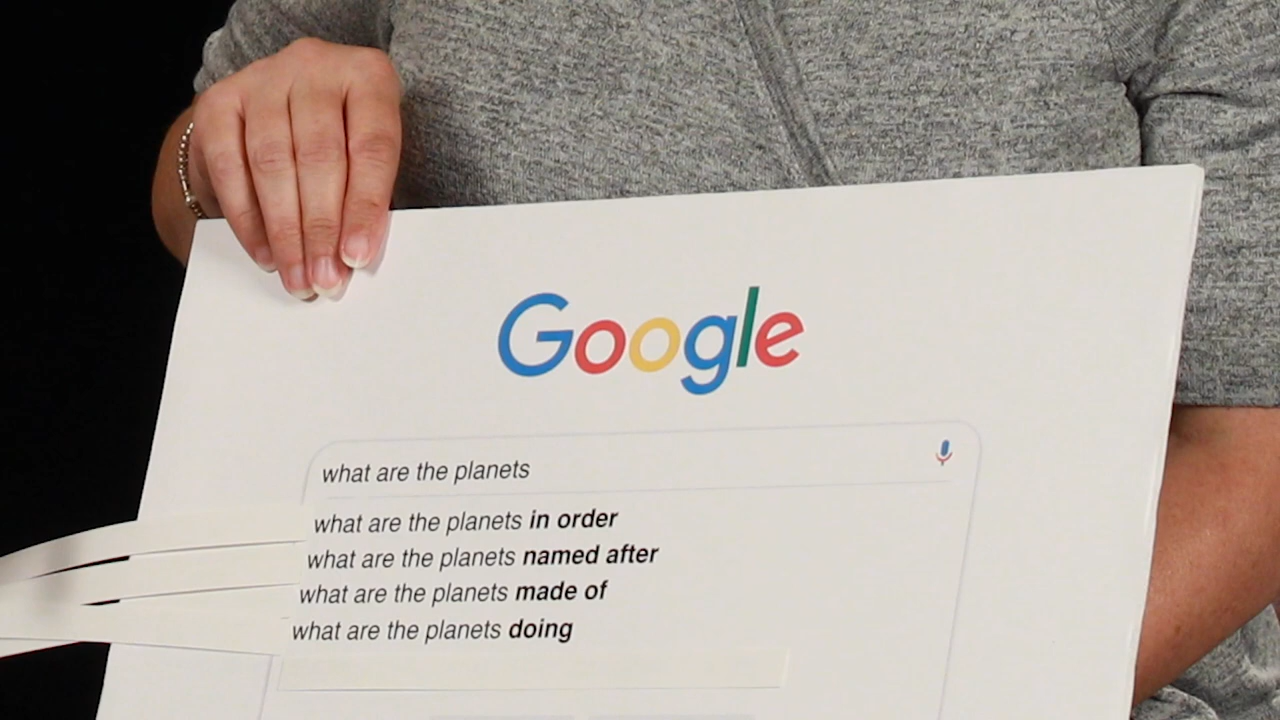 Google
what are the planets
what are the planets in order
what are the planets named after
what are the planets made of
what are the planets doing